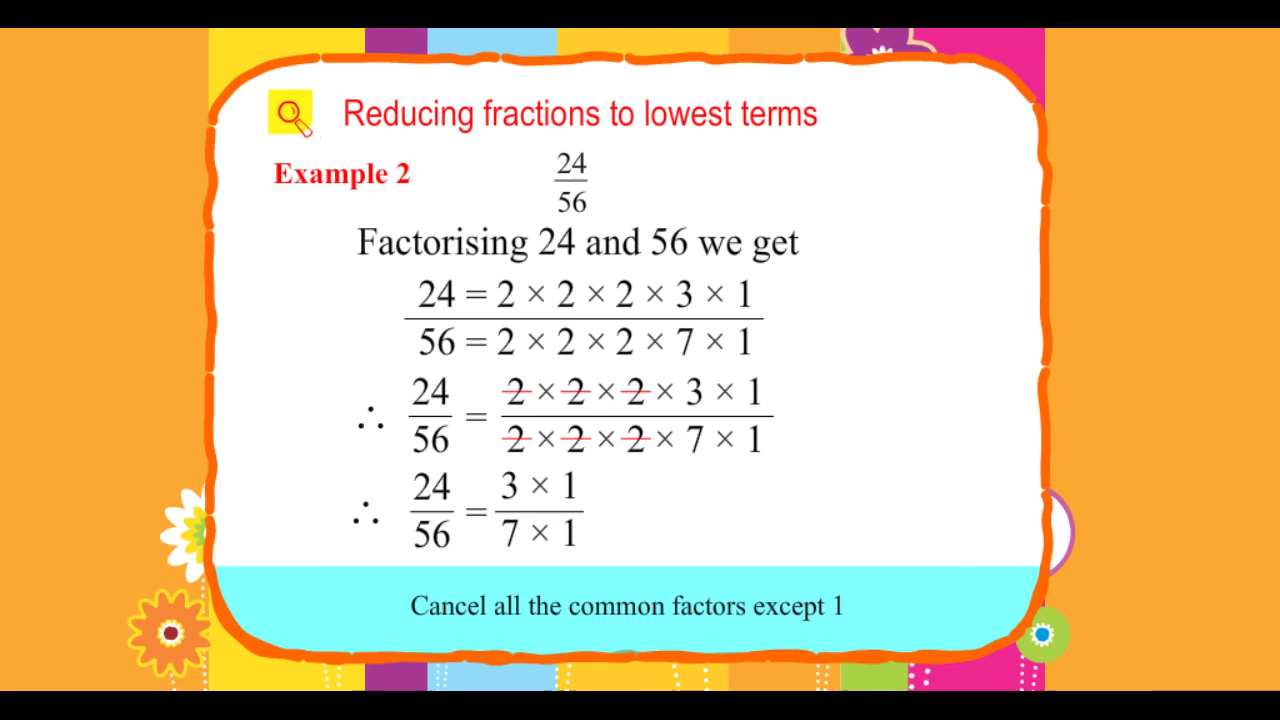 Reducing fractions to lowest terms
Example 2
24
56
Factorising 24 and 56 we get
24 = 2 × 2 × 2 × 3 × 1
56 = 2 × 2 × 2 × 7 × 1
∴ 24/56 = 2 × 2 × 2 × 3 × 1 / 2 × 2 × 2 × 7 × 1
∴ 24/56 = 3 × 1 / 7 × 1
Cancel all the common factors except 1